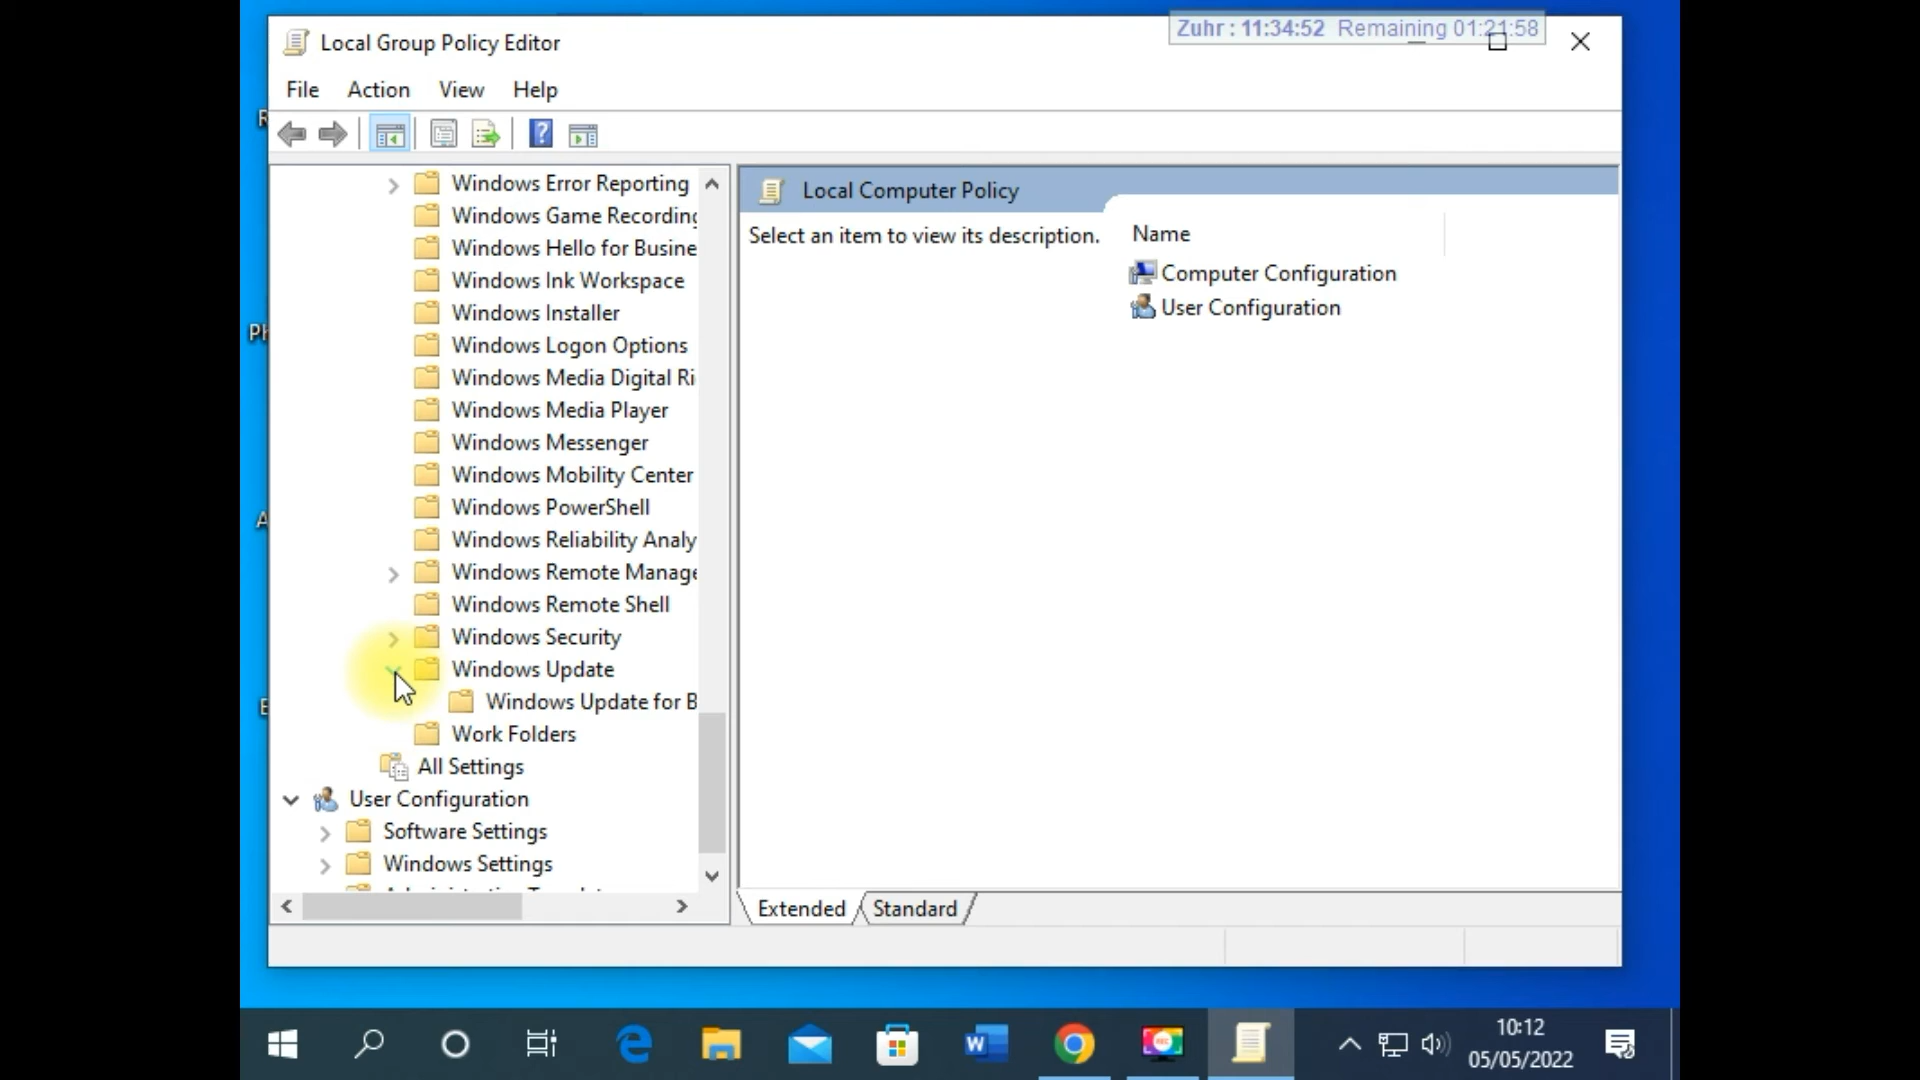 Zuhr : 11:34:52 Remaining 01:21:58
Local Group Policy Editor
File Action View Help
Windows Error Reporting
Windows Game Recording
Windows Hello for Busine
Windows Ink Workspace
Windows Installer
Windows Logon Options
Windows Media Digital Ri
Windows Media Player
Windows Messenger
Windows Mobility Center
Windows PowerShell
Windows Reliability Analy
Windows Remote Manage
Windows Remote Shell
Windows Security
Windows Update
Windows Update for B
Work Folders
All Settings
User Configuration
Software Settings
Windows Settings
Local Computer Policy
Select an item to view its description.
Name
Computer Configuration
User Configuration
Extended Standard
10:12
05/05/2022